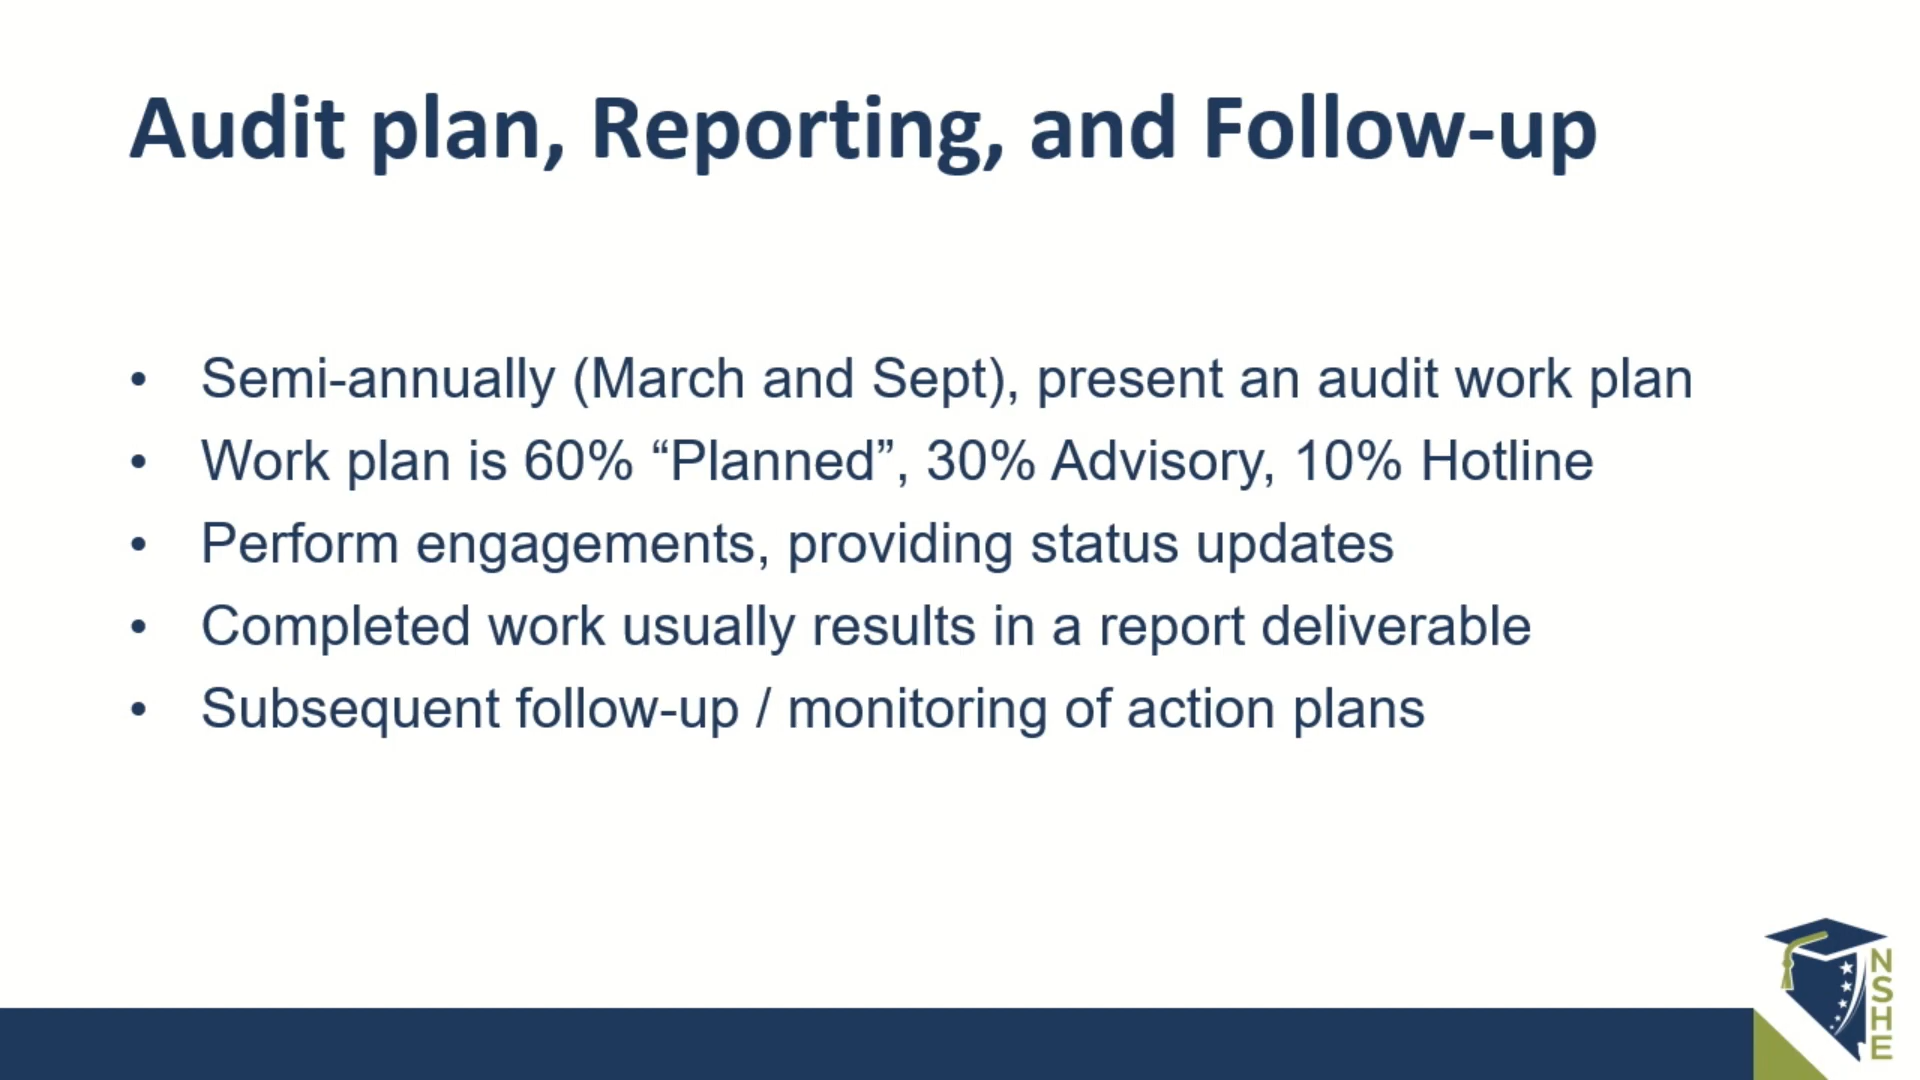 Audit plan, Reporting, and Follow-up
• Semi-annually (March and Sept), present an audit work plan
• Work plan is 60% “Planned”, 30% Advisory, 10% Hotline
• Perform engagements, providing status updates
• Completed work usually results in a report deliverable
• Subsequent follow-up / monitoring of action plans
NSHE